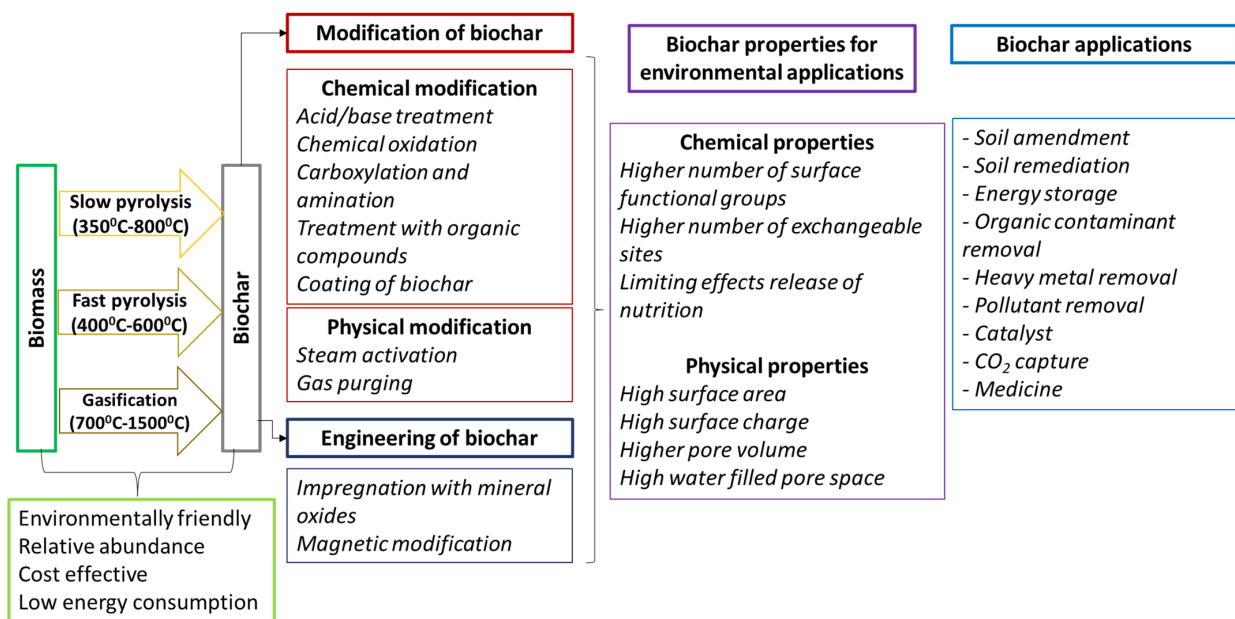 Biomass
Slow pyrolysis
(350⁰C-800⁰C)
Fast pyrolysis
(400⁰C-600⁰C)
Gasification
(700⁰C-1500⁰C)
Biochar
Environmentally friendly
Relative abundance
Cost effective
Low energy consumption
Modification of biochar
Chemical modification
Acid/base treatment
Chemical oxidation
Carboxylation and
amination
Treatment with organic
compounds
Coating of biochar
Physical modification
Steam activation
Gas purging
Engineering of biochar
Impregnation with mineral
oxides
Magnetic modification
Biochar properties for
environmental applications
Chemical properties
Higher number of surface
functional groups
Higher number of exchangeable
sites
Limiting effects release of
nutrition
Physical properties
High surface area
High surface charge
Higher pore volume
High water filled pore space
Biochar applications
- Soil amendment
- Soil remediation
- Energy storage
- Organic contaminant
removal
- Heavy metal removal
- Pollutant removal
- Catalyst
- CO₂ capture
- Medicine